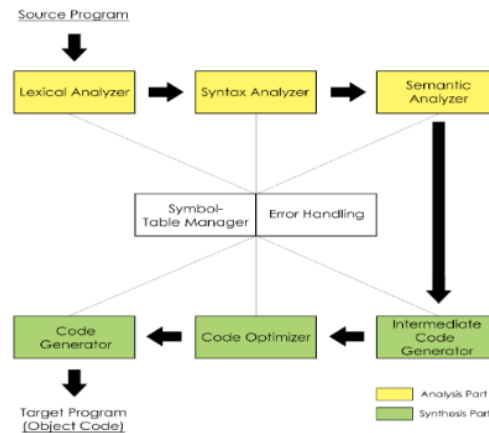 Source Program
Lexical Analyzer
Syntax Analyzer
Semantic
Analyzer
Symbol-
Table Manager
Error Handling
Code
Generator
Code Optimizer
Intermediate
Code
Generator
Target Program
(Object Code)
Analysis Part
Synthesis Part